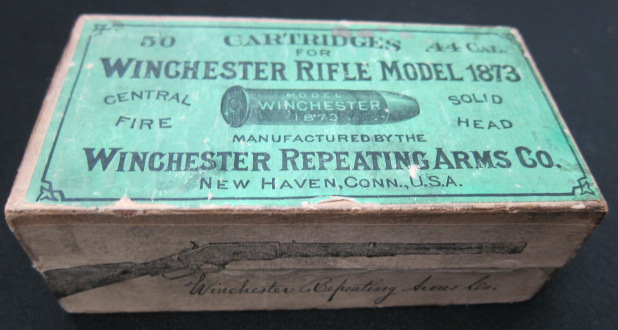 50 CARTRIDGES .44 CAL.
FOR
WINCHESTER RIFLE MODEL 1873
CENTRAL FIRE
MODEL
WINCHESTER
1873
SOLID HEAD
MANUFACTURED BY THE
WINCHESTER REPEATING ARMS CO.
NEW HAVEN, CONN., U.S.A.
Winchester Repeating Arms Co.